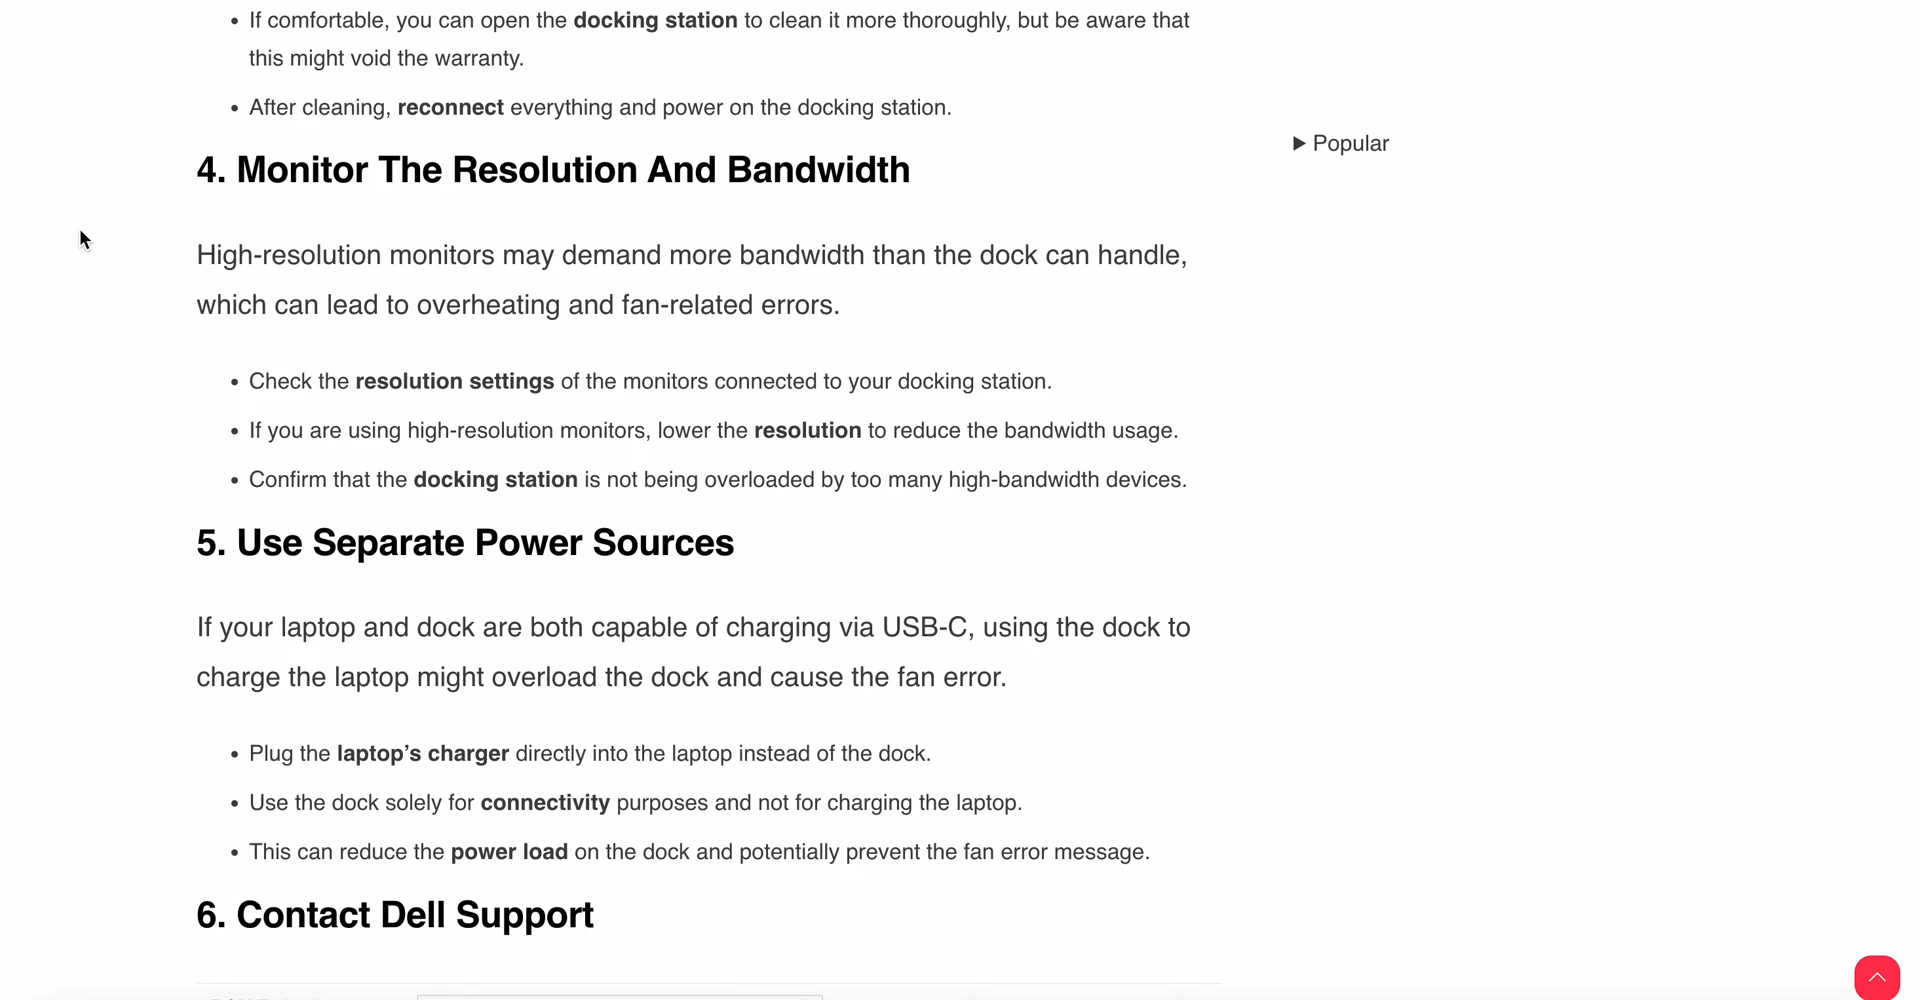 • If comfortable, you can open the docking station to clean it more thoroughly, but be aware that
this might void the warranty.
• After cleaning, reconnect everything and power on the docking station.
▶ Popular
4. Monitor The Resolution And Bandwidth
High-resolution monitors may demand more bandwidth than the dock can handle,
which can lead to overheating and fan-related errors.
• Check the resolution settings of the monitors connected to your docking station.
• If you are using high-resolution monitors, lower the resolution to reduce the bandwidth usage.
• Confirm that the docking station is not being overloaded by too many high-bandwidth devices.
5. Use Separate Power Sources
If your laptop and dock are both capable of charging via USB-C, using the dock to
charge the laptop might overload the dock and cause the fan error.
• Plug the laptop’s charger directly into the laptop instead of the dock.
• Use the dock solely for connectivity purposes and not for charging the laptop.
• This can reduce the power load on the dock and potentially prevent the fan error message.
6. Contact Dell Support